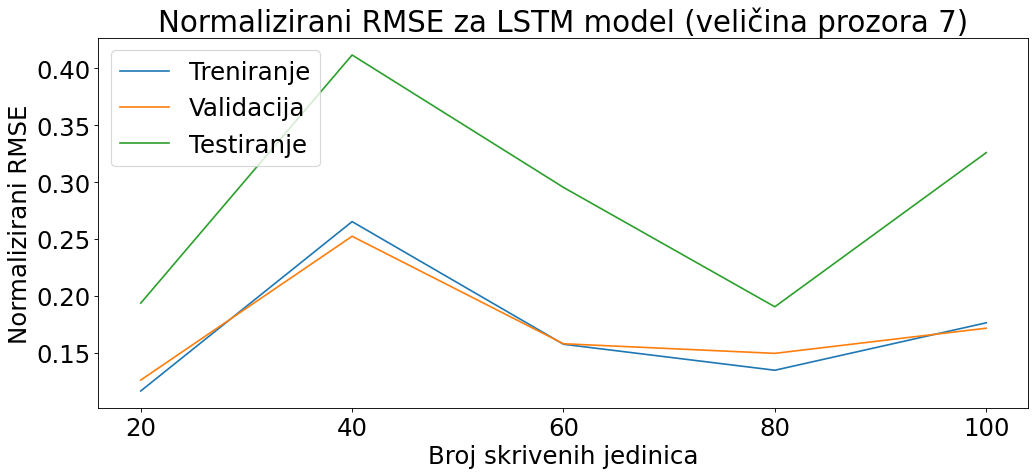 Normalizirani RMSE za LSTM model (veličina prozora 7)
Treniranje
Validacija
Testiranje
Normalizirani RMSE
0.40
0.35
0.30
0.25
0.20
0.15
20 40 60 80 100
Broj skrivenih jedinica